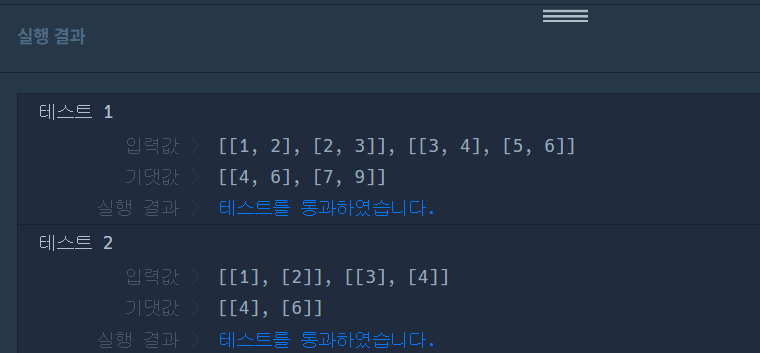 실행 결과
테스트 1
입력값 > [[1, 2], [2, 3]], [[3, 4], [5, 6]]
기댓값 > [[4, 6], [7, 9]]
실행 결과 > 테스트를 통과하였습니다.
테스트 2
입력값 > [[1], [2]], [[3], [4]]
기댓값 > [[4], [6]]
실행 결과 > 테스트를 통과하였습니다.